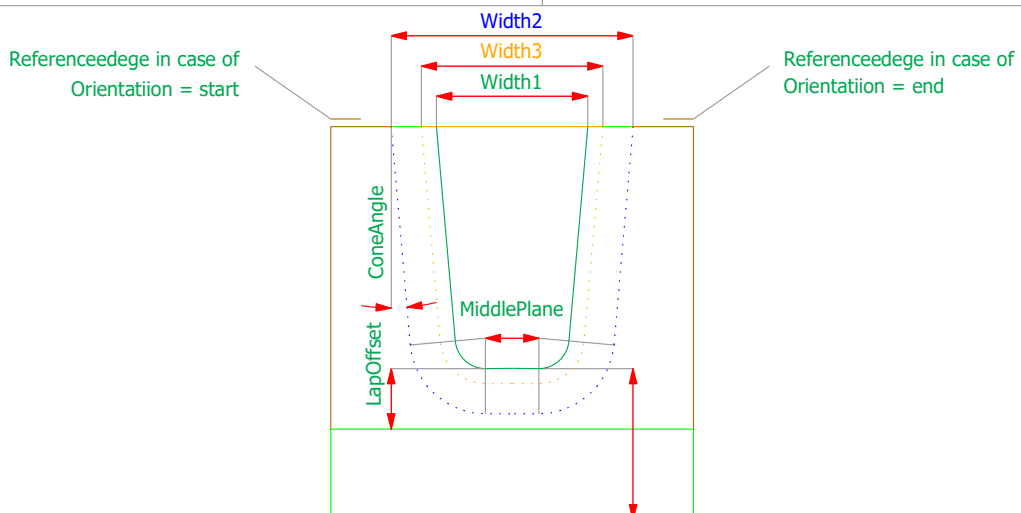 Width2
Referenceedege in case of
Orientatiion = start
Width3
Referenceedege in case of
Orientatiion = end
Width1
ConeAngle
MiddlePlane
LapOffset